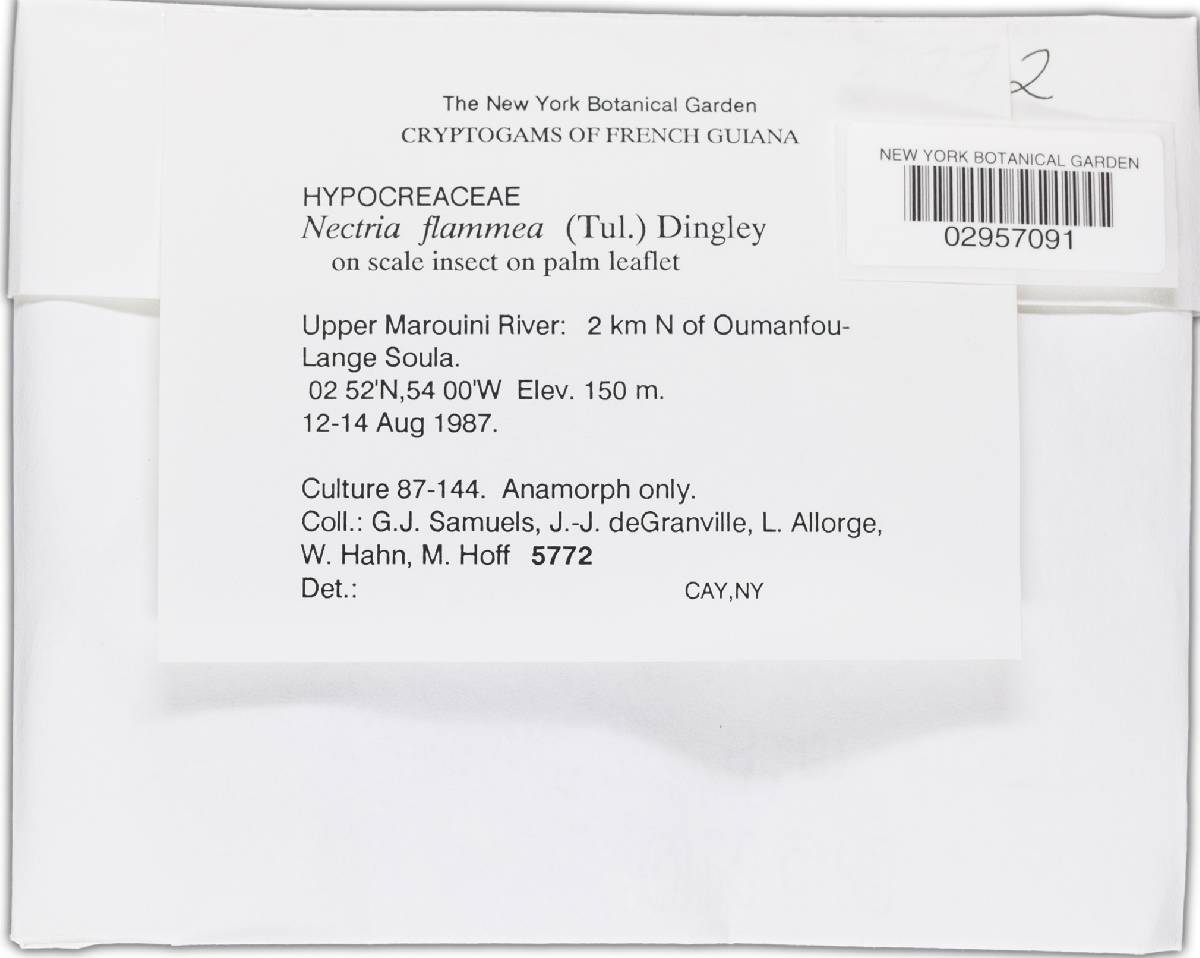 2
The New York Botanical Garden
CRYPTOGAMS OF FRENCH GUIANA
NEW YORK BOTANICAL GARDEN
02957091
HYPOCREACEAE
Nectria flammea (Tul.) Dingley
on scale insect on palm leaflet
Upper Marouini River: 2 km N of Oumanfou-
Lange Soula.
02 52'N,54 00'W Elev. 150 m.
12-14 Aug 1987.
Culture 87-144. Anamorph only.
Coll.: G.J. Samuels, J.-J. deGranville, L. Allorge,
W. Hahn, M. Hoff 5772
Det.: CAY,NY